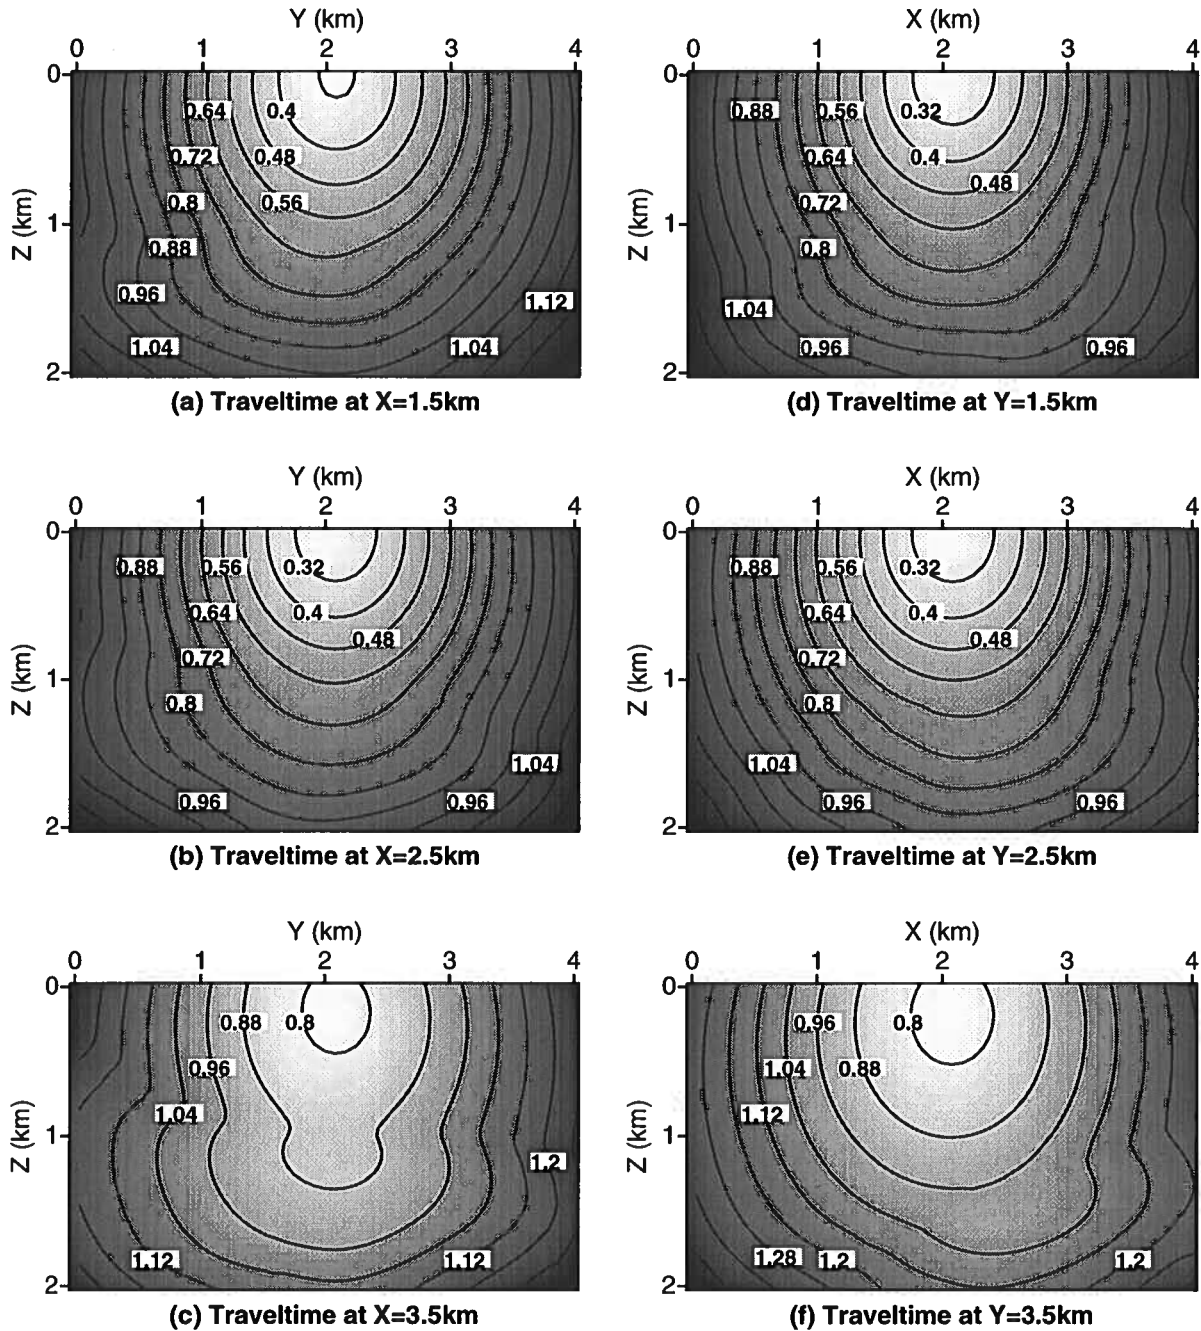 Y (km)
0 1 2 3 4
0
1
2
Z (km)
0.64 0.4
0.72 0.48
0.8 0.56
0.88
0.96 1.12
1.04 1.04
(a) Traveltime at X=1.5km
X (km)
0 1 2 3 4
0
1
2
Z (km)
0.88 0.56 0.32
0.64 0.4
0.48
0.72
0.8
1.04
0.96 0.96
(d) Traveltime at Y=1.5km
Y (km)
0 1 2 3 4
0
1
2
Z (km)
0.88 0.56 0.32
0.64 0.4
0.48
0.72
0.8
1.04
0.96 0.96
(b) Traveltime at X=2.5km
X (km)
0 1 2 3 4
0
1
2
Z (km)
0.88 0.56 0.32
0.64 0.4
0.48
0.72
0.8
1.04
0.96 0.96
(e) Traveltime at Y=2.5km
Y (km)
0 1 2 3 4
0
1
2
Z (km)
0.88 0.8
0.96
1.04
1.2
1.12 1.12
(c) Traveltime at X=3.5km
X (km)
0 1 2 3 4
0
1
2
Z (km)
0.96 0.8
1.04 0.88
1.12
1.28 1.2 1.2
(f) Traveltime at Y=3.5km